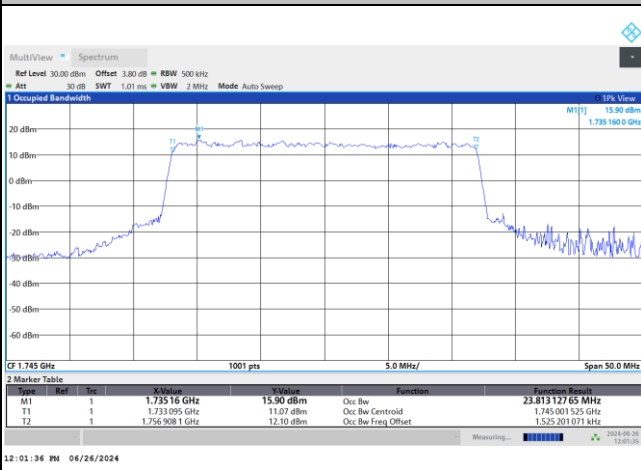 MultiView Spectrum
Ref Level 30.00 dBm Offset 3.80 dB RBW 500 kHz
Att 30 dB SWT 1.01 ms VBW 2 MHz Mode Auto Sweep
1 Occupied Bandwidth 1Pk View
M1[1] 15.90 dBm
1.735 160 0 GHz
M1
T1
T2
20 dBm
10 dBm
0 dBm
-10 dBm
-20 dBm
-30 dBm
-40 dBm
-50 dBm
-60 dBm
CF 1.745 GHz 1001 pts 5.0 MHz/ Span 50.0 MHz
2 Marker Table
Type Ref Trc X-Value Y-Value Function Function Result
M1 1 1.735 16 GHz 15.90 dBm Occ Bw 23.813 127 65 MHz
T1 1 1.733 095 GHz 11.07 dBm Occ Bw Centroid 1.745 001 525 GHz
T2 1 1.756 908 1 GHz 12.10 dBm Occ Bw Freq Offset 1.525 201 071 kHz
Measuring... 2024-06-26
12:01:35
12:01:36 PM 06/26/2024